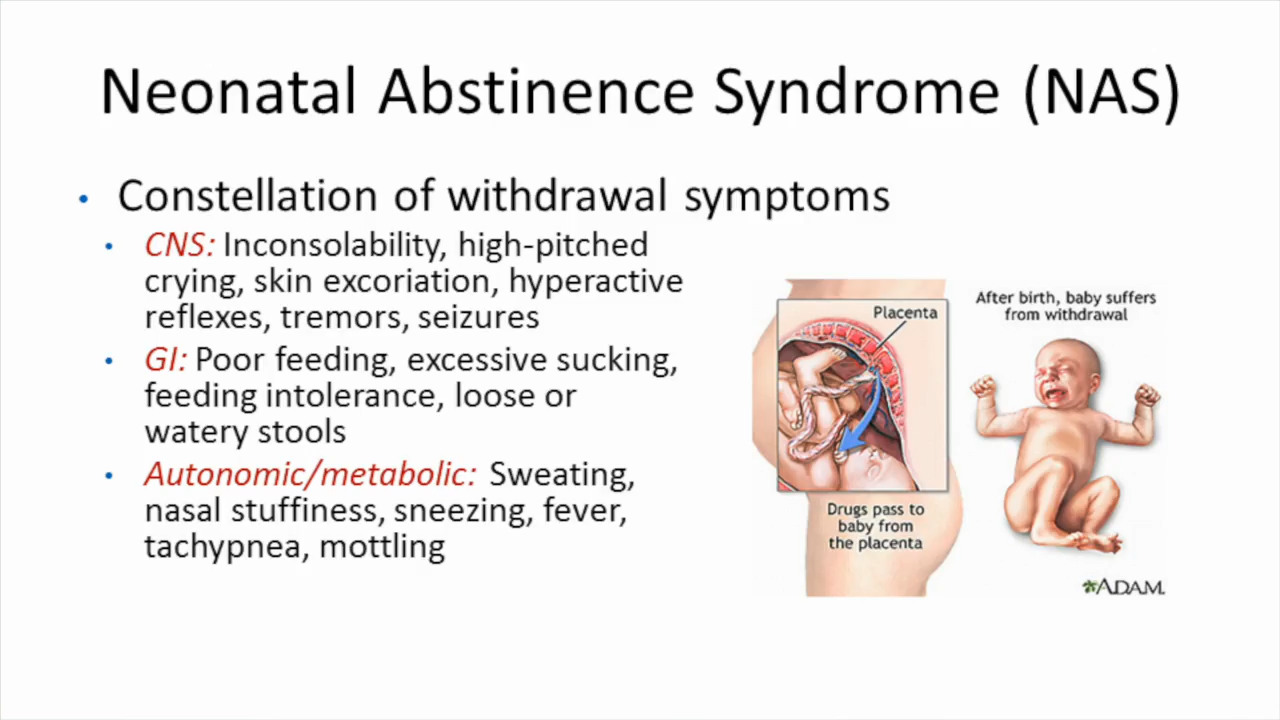 Neonatal Abstinence Syndrome (NAS)
• Constellation of withdrawal symptoms
• CNS: Inconsolability, high-pitched
crying, skin excoriation, hyperactive
reflexes, tremors, seizures
• GI: Poor feeding, excessive sucking,
feeding intolerance, loose or
watery stools
• Autonomic/metabolic: Sweating,
nasal stuffiness, sneezing, fever,
tachypnea, mottling
Placenta
Drugs pass to
baby from
the placenta
After birth, baby suffers
from withdrawal
ADAM.